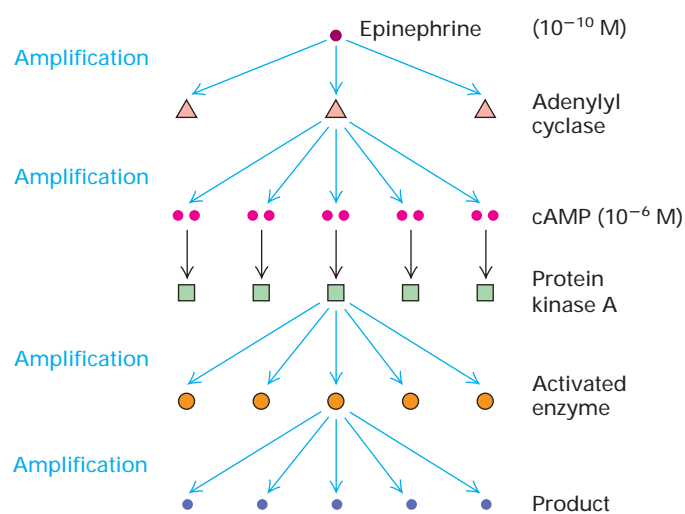 Epinephrine (10⁻¹⁰ M)
Amplification
Adenylyl
cyclase
Amplification
cAMP (10⁻⁶ M)
Protein
kinase A
Amplification
Activated
enzyme
Amplification
Product